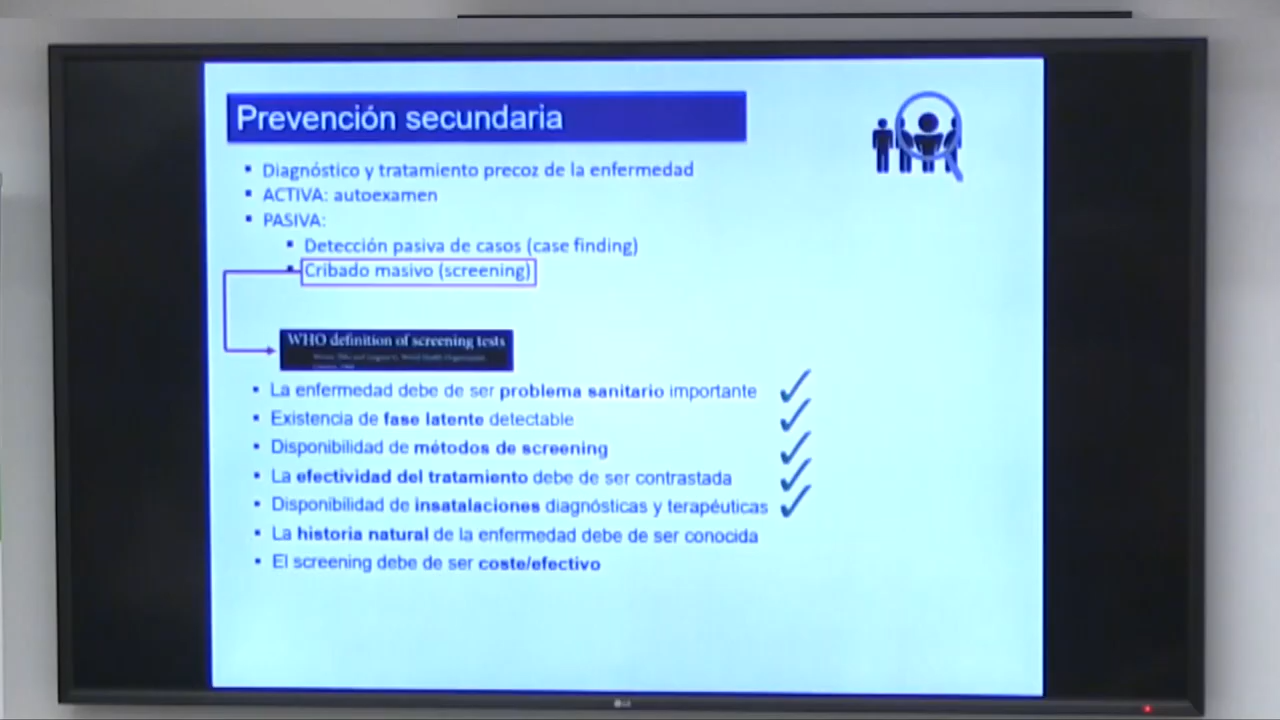 Prevención secundaria
▪ Diagnóstico y tratamiento precoz de la enfermedad
▪ ACTIVA: autoexamen
▪ PASIVA:
▪ Detección pasiva de casos (case finding)
▪ Cribado masivo (screening)
WHO definition of screening tests
• La enfermedad debe de ser problema sanitario importante
• Existencia de fase latente detectable
• Disponibilidad de métodos de screening
• La efectividad del tratamiento debe de ser contrastada
• Disponibilidad de insatalaciones diagnósticas y terapéuticas
• La historia natural de la enfermedad debe de ser conocida
• El screening debe de ser coste/efectivo
LG